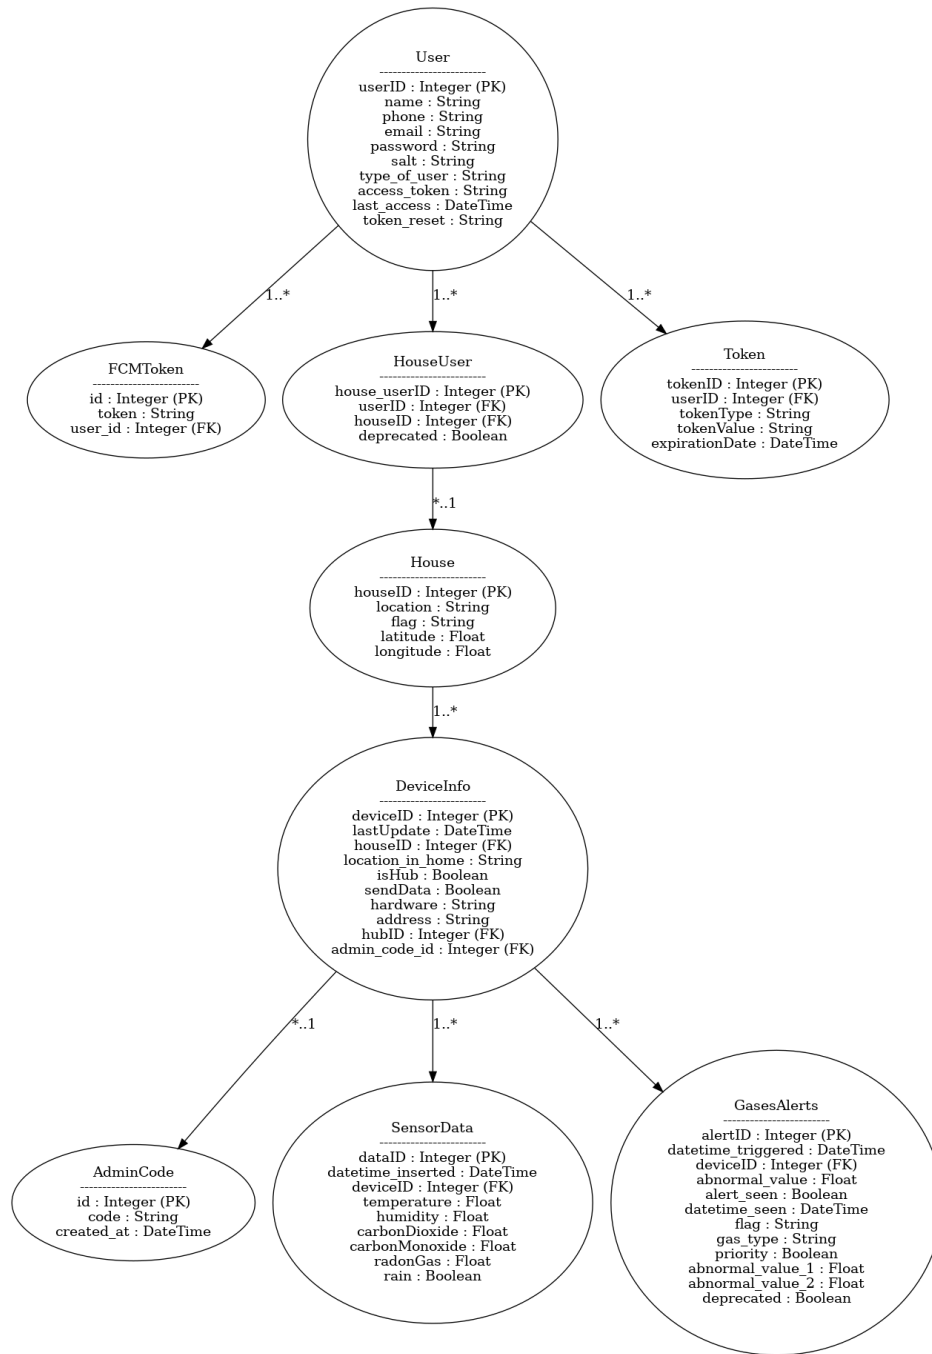 User
------------------------
userID : Integer (PK)
name : String
phone : String
email : String
password : String
salt : String
type_of_user : String
access_token : String
last_access : DateTime
token_reset : String
1..*
1..*
1..*
FCMToken
------------------------
id : Integer (PK)
token : String
user_id : Integer (FK)
HouseUser
------------------------
house_userID : Integer (PK)
userID : Integer (FK)
houseID : Integer (FK)
deprecated : Boolean
Token
------------------------
tokenID : Integer (PK)
userID : Integer (FK)
tokenType : String
tokenValue : String
expirationDate : DateTime
*..1
House
------------------------
houseID : Integer (PK)
location : String
flag : String
latitude : Float
longitude : Float
1..*
DeviceInfo
------------------------
deviceID : Integer (PK)
lastUpdate : DateTime
houseID : Integer (FK)
location_in_home : String
isHub : Boolean
sendData : Boolean
hardware : String
address : String
hubID : Integer (FK)
admin_code_id : Integer (FK)
*..1
1..*
1..*
AdminCode
------------------------
id : Integer (PK)
code : String
created_at : DateTime
SensorData
------------------------
dataID : Integer (PK)
datetime_inserted : DateTime
deviceID : Integer (FK)
temperature : Float
humidity : Float
carbonDioxide : Float
carbonMonoxide : Float
radonGas : Float
rain : Boolean
GasesAlerts
------------------------
alertID : Integer (PK)
datetime_triggered : DateTime
deviceID : Integer (FK)
abnormal_value : Float
alert_seen : Boolean
datetime_seen : DateTime
flag : String
gas_type : String
priority : Boolean
abnormal_value_1 : Float
abnormal_value_2 : Float
deprecated : Boolean